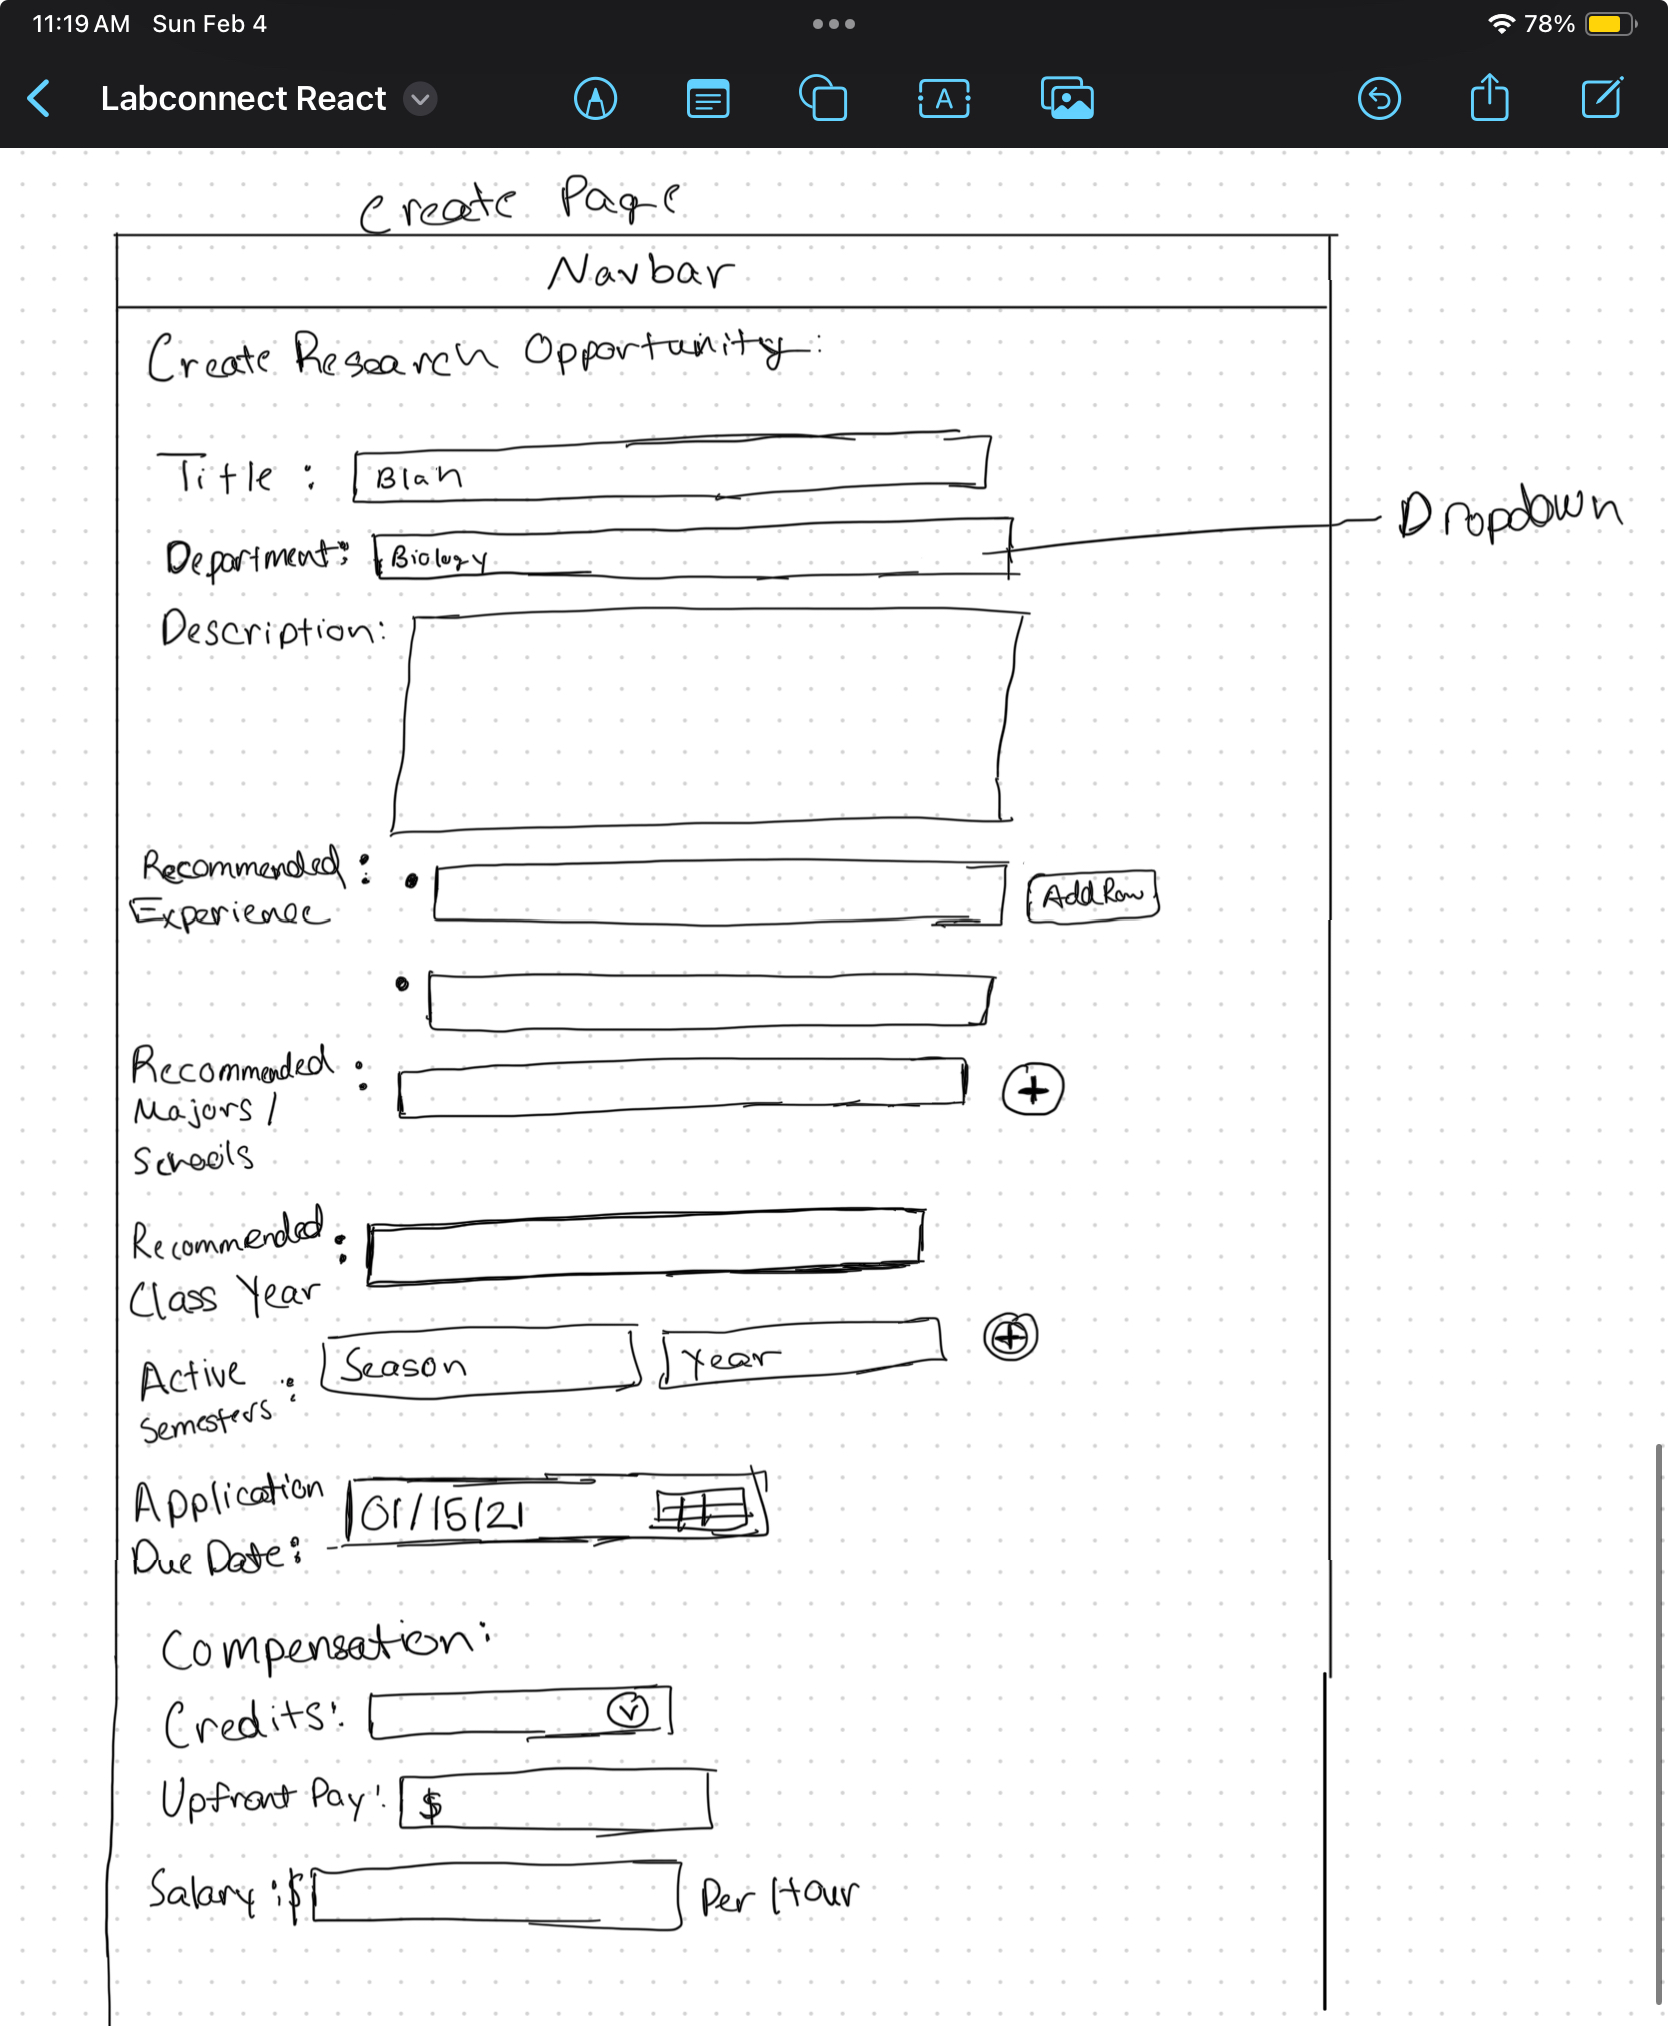 11:19 AM Sun Feb 4
78%
Labconnect React
A
Create Page
Navbar
Create Research Opportunity:
Title : Blah
Department: Biology
Dropdown
Description:
Recommended :
Experience
Add Row
Recommended :
Majors /
Schools
+
Recommended :
Class Year
Active
Semesters :
Season
Year
+
Application
Due Date:
01/15/21
Compensation:
Credits:
Upfront Pay: $
Salary : $
Per Hour